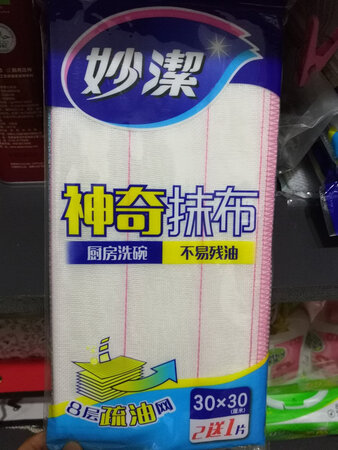 妙潔
神奇抹布
厨房洗碗 不易残油
8层疏油网
30×30
(厘米)
2送1片